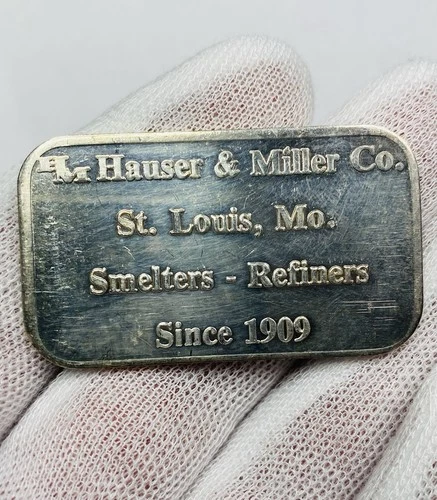 HM Hauser & Miller Co.
St. Louis, Mo.
Smelters - Refiners
Since 1909